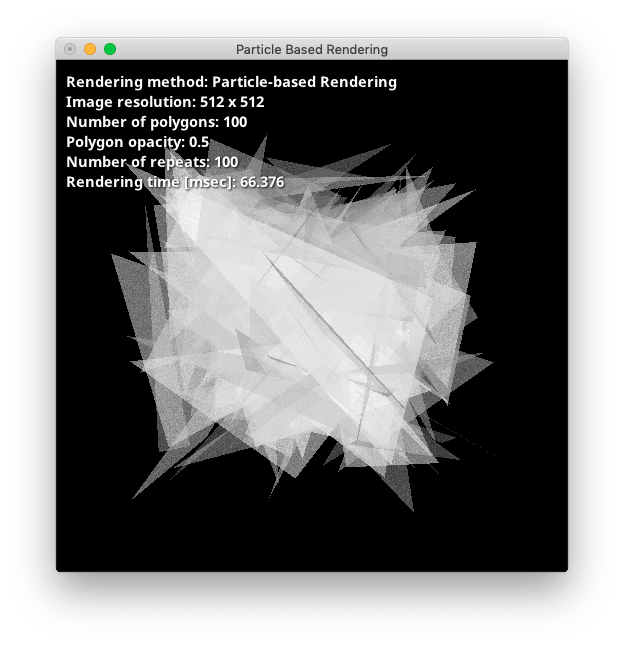 Particle Based Rendering
Rendering method: Particle-based Rendering
Image resolution: 512 x 512
Number of polygons: 100
Polygon opacity: 0.5
Number of repeats: 100
Rendering time [msec]: 66.376